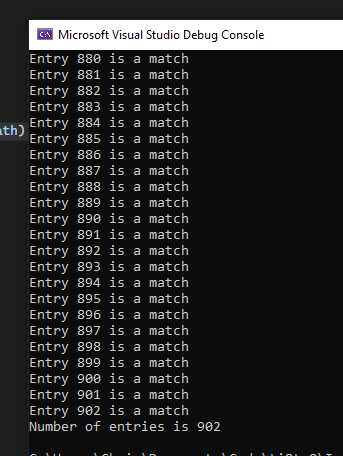 Microsoft Visual Studio Debug Console
Entry 880 is a match
Entry 881 is a match
Entry 882 is a match
Entry 883 is a match
Entry 884 is a match
ath)
Entry 885 is a match
Entry 886 is a match
Entry 887 is a match
Entry 888 is a match
Entry 889 is a match
Entry 890 is a match
Entry 891 is a match
Entry 892 is a match
Entry 893 is a match
Entry 894 is a match
Entry 895 is a match
Entry 896 is a match
Entry 897 is a match
Entry 898 is a match
Entry 899 is a match
Entry 900 is a match
Entry 901 is a match
Entry 902 is a match
Number of entries is 902